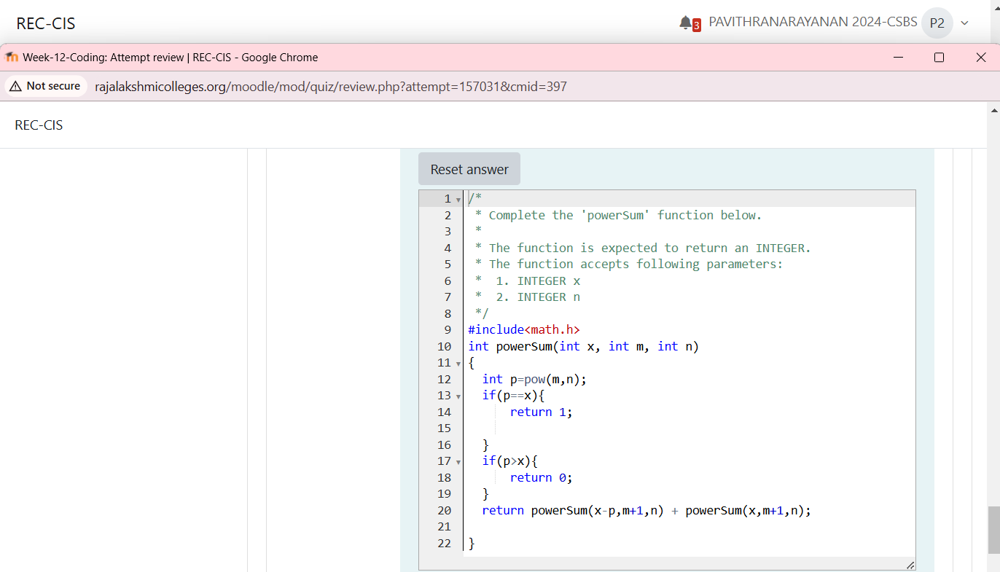 REC-CIS
3 PAVITHRANARAYANAN 2024-CSBS P2
Week-12-Coding: Attempt review | REC-CIS - Google Chrome
Not secure rajalakshmicolleges.org/moodle/mod/quiz/review.php?attempt=157031&cmid=397
REC-CIS
Reset answer
1 /*
2  * Complete the 'powerSum' function below.
3  *
4  * The function is expected to return an INTEGER.
5  * The function accepts following parameters:
6  *  1. INTEGER x
7  *  2. INTEGER n
8  */
9 #include<math.h>
10 int powerSum(int x, int m, int n)
11 {
12   int p=pow(m,n);
13   if(p==x){
14       return 1;
15
16   }
17   if(p>x){
18       return 0;
19   }
20   return powerSum(x-p,m+1,n) + powerSum(x,m+1,n);
21
22 }